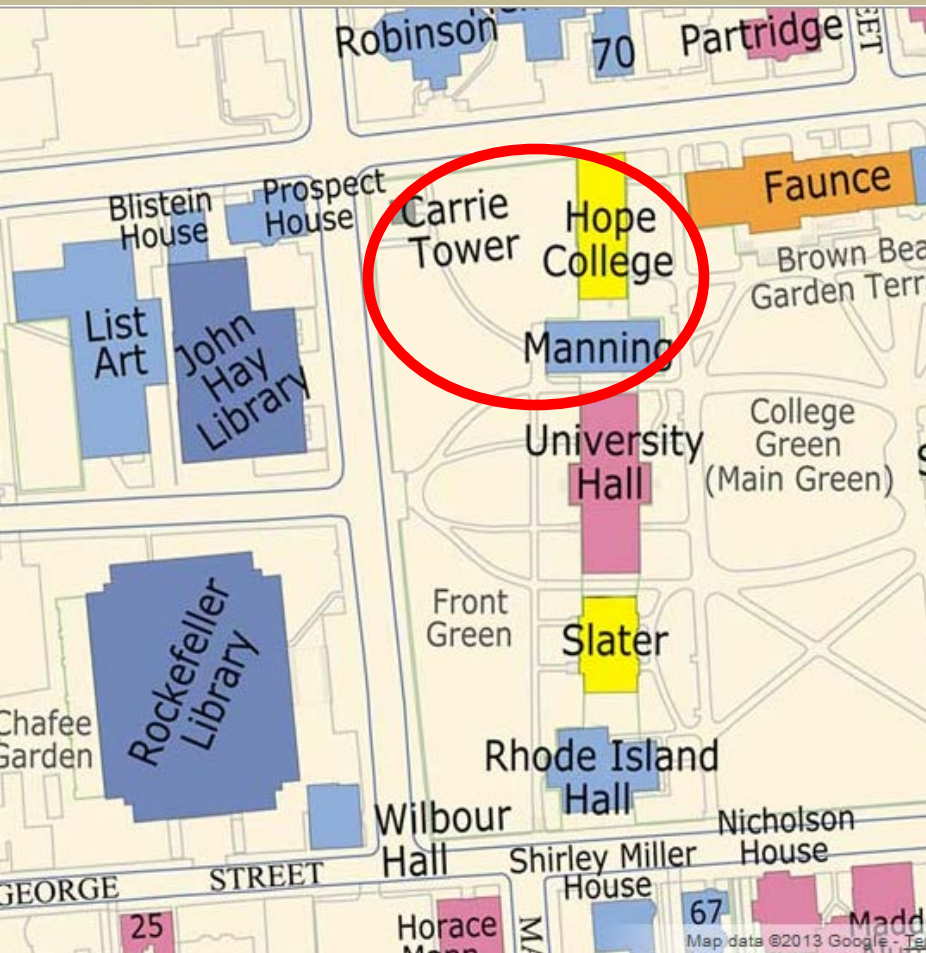 Robinson
70
Partridge
Blistein
House
Prospect
House
Carrie
Tower
Hope
College
Faunce
Brown
Garden
List
Art
John
Hay
Library
Manning
University
Hall
College
Green
(Main Green)
Front
Green
Slater
Rockefeller
Library
Chafee
Garden
Rhode Island
Hall
Wilbour
Hall
Nicholson
House
Shirley Miller
House
GEORGE STREET
25
Horace
67
Map data ©2013 Google -